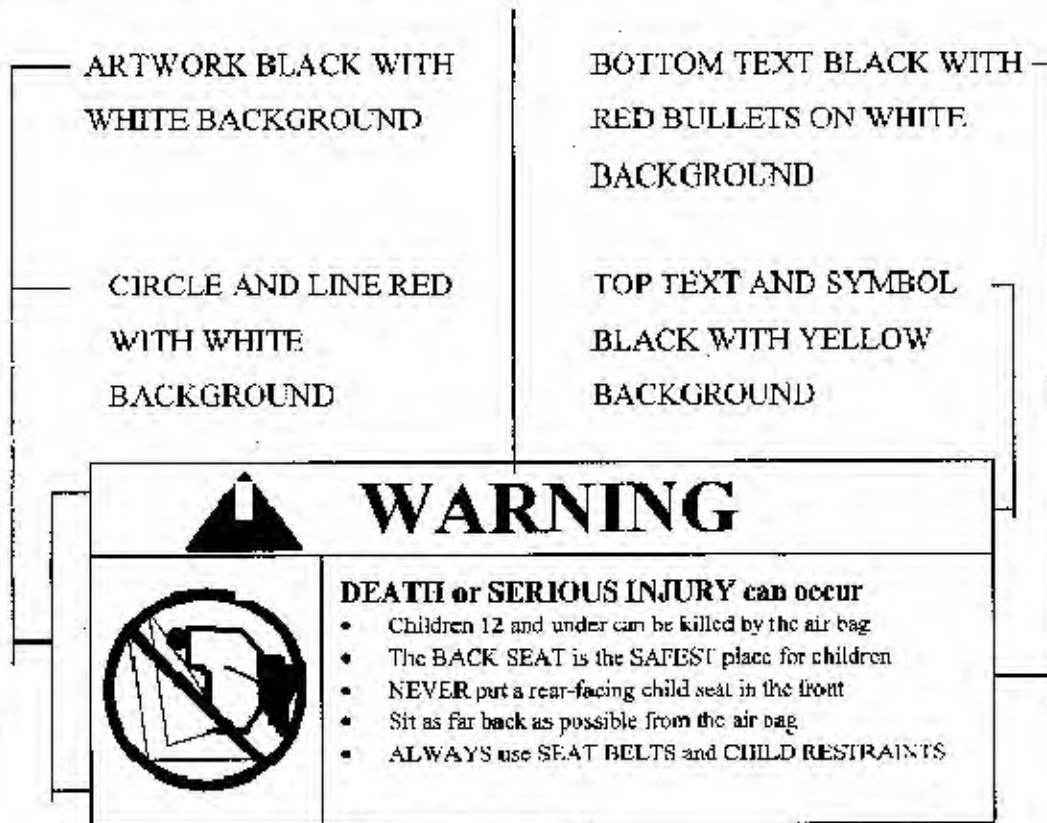 ARTWORK BLACK WITH
WHITE BACKGROUND
CIRCLE AND LINE RED
WITH WHITE
BACKGROUND
BOTTOM TEXT BLACK WITH
RED BULLETS ON WHITE
BACKGROUND
TOP TEXT AND SYMBOL
BLACK WITH YELLOW
BACKGROUND
WARNING
DEATH or SERIOUS INJURY can occur
• Children 12 and under can be killed by the air bag
• The BACK SEAT is the SAFEST place for children
• NEVER put a rear-facing child seat in the front
• Sit as far back as possible from the air bag
• ALWAYS use SEAT BELTS and CHILD RESTRAINTS